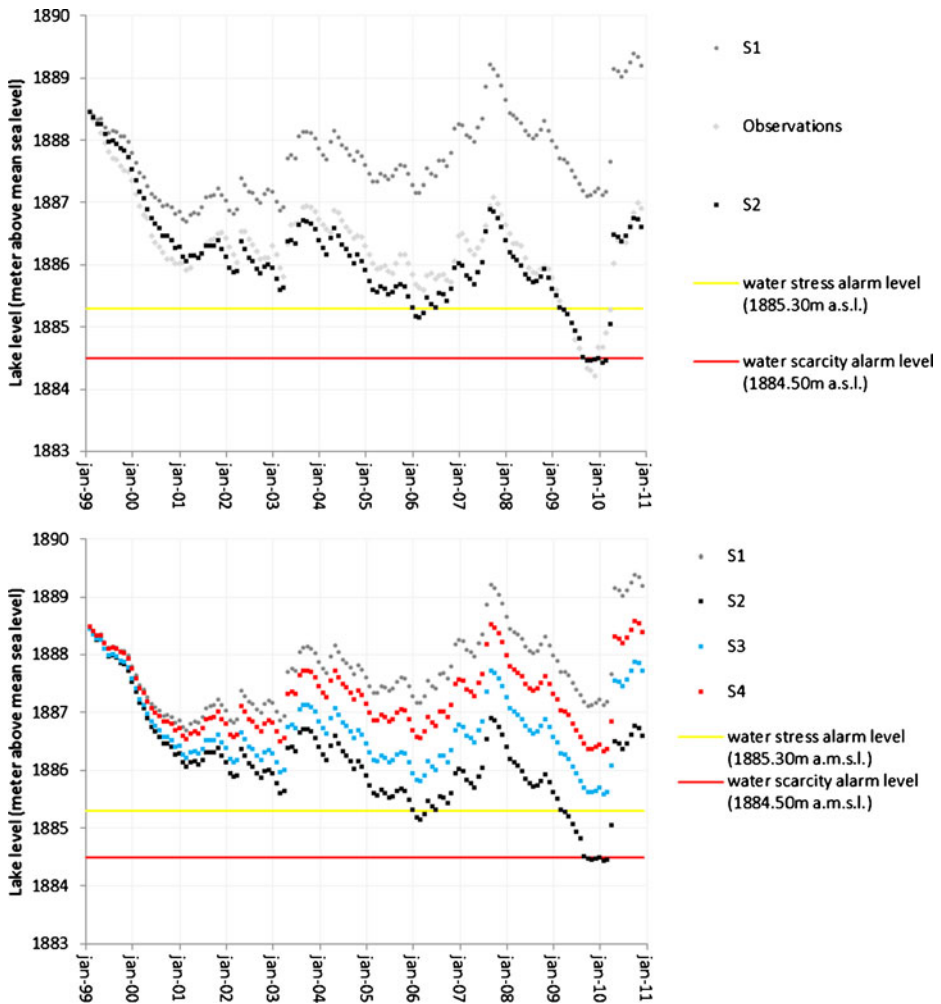 Lake level (meter above mean sea level)
1890
1889
1888
1887
1886
1885
1884
1883
jan-99
jan-00
jan-01
jan-02
jan-03
jan-04
jan-05
jan-06
jan-07
jan-08
jan-09
jan-10
jan-11
S1
Observations
S2
water stress alarm level
(1885.30m a.s.l.)
water scarcity alarm level
(1884.50m a.s.l.)
Lake level (meter above mean sea level)
1890
1889
1888
1887
1886
1885
1884
1883
jan-99
jan-00
jan-01
jan-02
jan-03
jan-04
jan-05
jan-06
jan-07
jan-08
jan-09
jan-10
jan-11
S1
S2
S3
S4
water stress alarm level
(1885.30m a.m.s.l.)
water scarcity alarm level
(1884.50m a.m.s.l.)